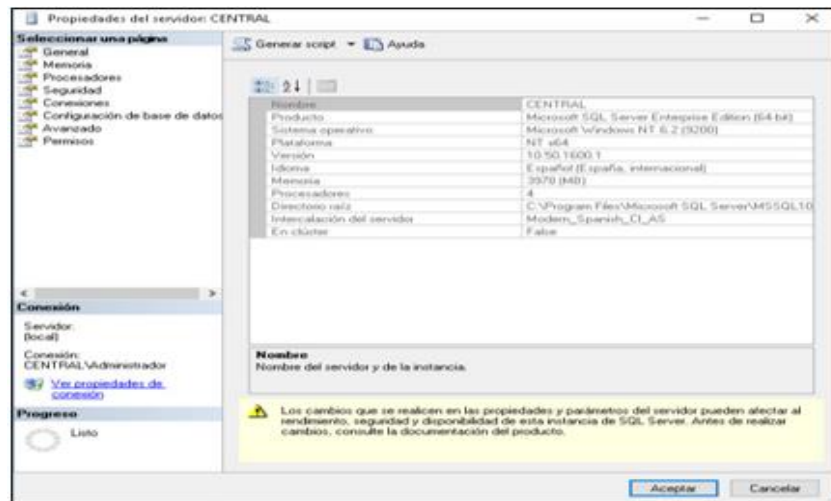 Propiedades del servidor: CENTRAL
Seleccionar una página
General
Memoria
Procesadores
Seguridad
Conexiones
Configuración de base de datos
Avanzado
Permisos
Generar script
Ayuda
Nombre CENTRAL
Producto Microsoft SQL Server Enterprise Edition (64-bit)
Sistema operativo Microsoft Windows NT 6.2 (9200)
Plataforma NT x64
Versión 10.50.1600.1
Idioma Español (España, internacional)
Memoria 3970 (MB)
Procesadores 4
Directorio raíz C:\Program Files\Microsoft SQL Server\MSSQL10
Intercalación del servidor Modern_Spanish_CI_AS
En clúster False
Conexión
Servidor:
(local)
Conexión:
CENTRAL\Administrador
Ver propiedades de
conexión
Progreso
Listo
Nombre
Nombre del servidor y de la instancia.
Los cambios que se realicen en las propiedades y parámetros del servidor pueden afectar al
rendimiento, seguridad y disponibilidad de esta instancia de SQL Server. Antes de realizar
cambios, consulte la documentación del producto.
Aceptar
Cancelar